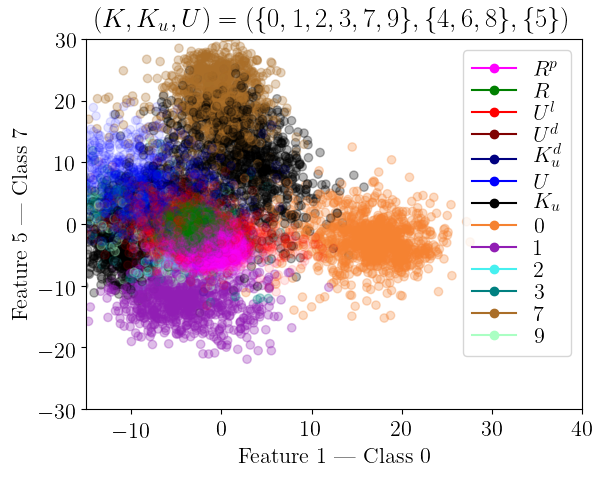 (K, K_u, U) = ({0, 1, 2, 3, 7, 9}, {4, 6, 8}, {5})
30
20
10
0
−10
−20
−30
Feature 5 — Class 7
R^p
R
U^l
U^d
K_u^d
U
K_u
0
1
2
3
7
9
−10 0 10 20 30 40
Feature 1 — Class 0